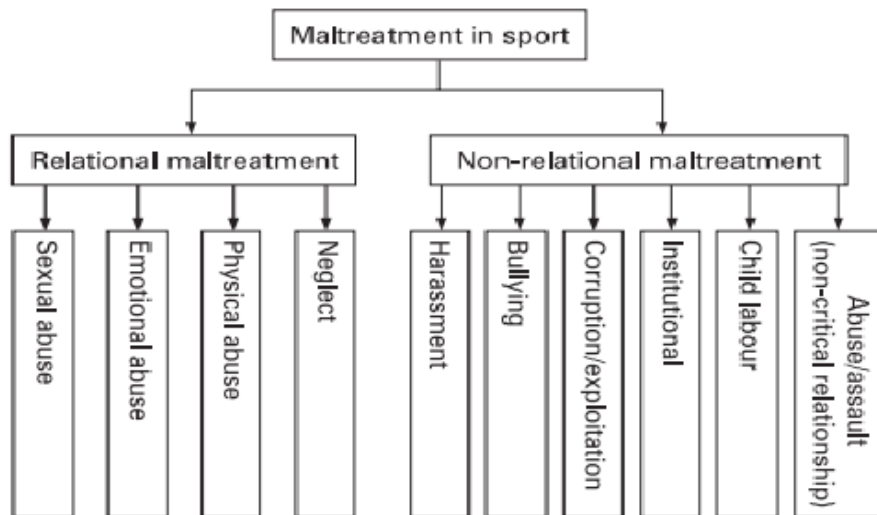 Maltreatment in sport
Relational maltreatment
Non-relational maltreatment
Sexual abuse
Emotional abuse
Physical abuse
Neglect
Harassment
Bullying
Corruption/exploitation
Institutional
Child labour
Abuse/assault
(non-critical relationship)